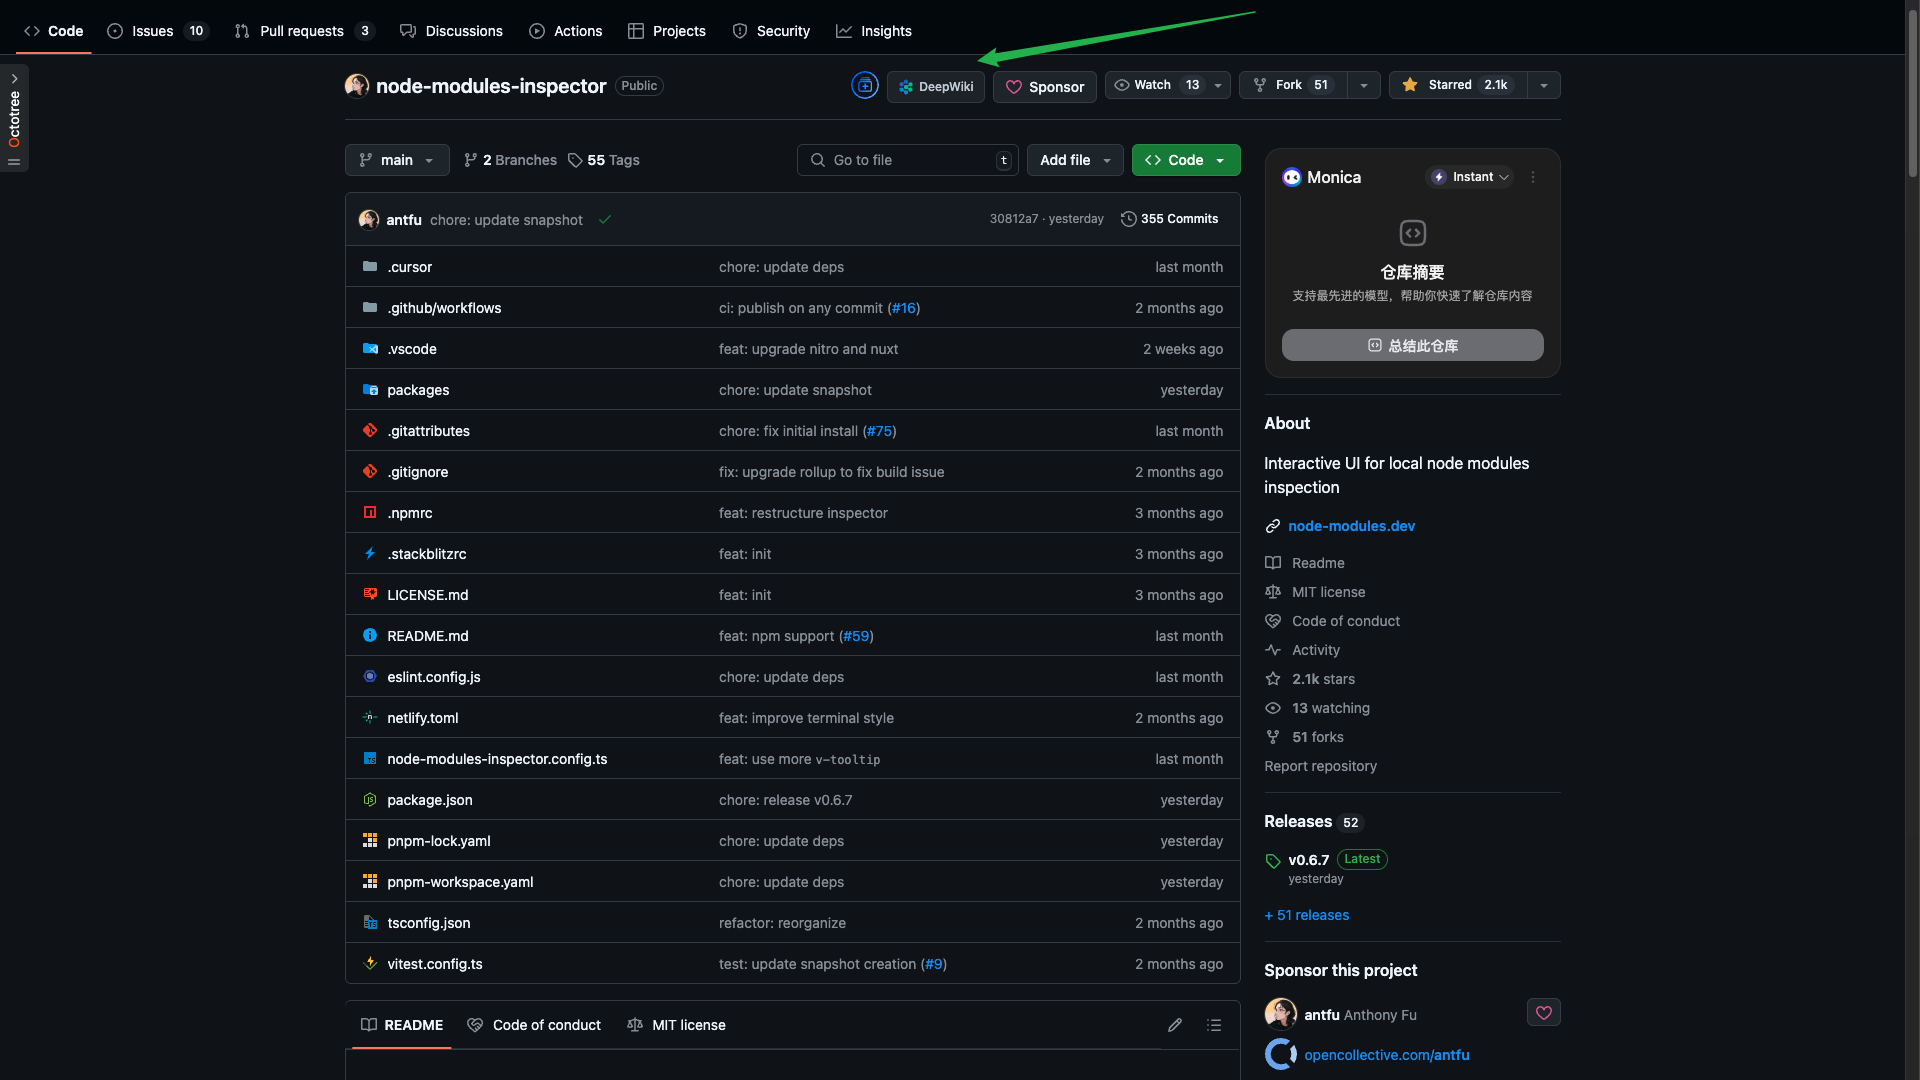 Code
Issues 10
Pull requests 3
Discussions
Actions
Projects
Security
Insights
Octotree
node-modules-inspector Public
DeepWiki
Sponsor
Watch 13
Fork 51
Starred 2.1k
main
2 Branches
55 Tags
Go to file t
Add file
Code
antfu chore: update snapshot 30812a7 · yesterday 355 Commits
.cursor chore: update deps last month
.github/workflows ci: publish on any commit (#16) 2 months ago
.vscode feat: upgrade nitro and nuxt 2 weeks ago
packages chore: update snapshot yesterday
.gitattributes chore: fix initial install (#75) last month
.gitignore fix: upgrade rollup to fix build issue 2 months ago
.npmrc feat: restructure inspector 3 months ago
.stackblitzrc feat: init 3 months ago
LICENSE.md feat: init 3 months ago
README.md feat: npm support (#59) last month
eslint.config.js chore: update deps last month
netlify.toml feat: improve terminal style 2 months ago
node-modules-inspector.config.ts feat: use more v-tooltip last month
package.json chore: release v0.6.7 yesterday
pnpm-lock.yaml chore: update deps yesterday
pnpm-workspace.yaml chore: update deps yesterday
tsconfig.json refactor: reorganize 2 months ago
vitest.config.ts test: update snapshot creation (#9) 2 months ago
README
Code of conduct
MIT license
Monica Instant
仓库摘要
支持最先进的模型，帮助你快速了解仓库内容
总结此仓库
About
Interactive UI for local node modules
inspection
node-modules.dev
Readme
MIT license
Code of conduct
Activity
2.1k stars
13 watching
51 forks
Report repository
Releases 52
v0.6.7 Latest
yesterday
+ 51 releases
Sponsor this project
antfu Anthony Fu
opencollective.com/antfu